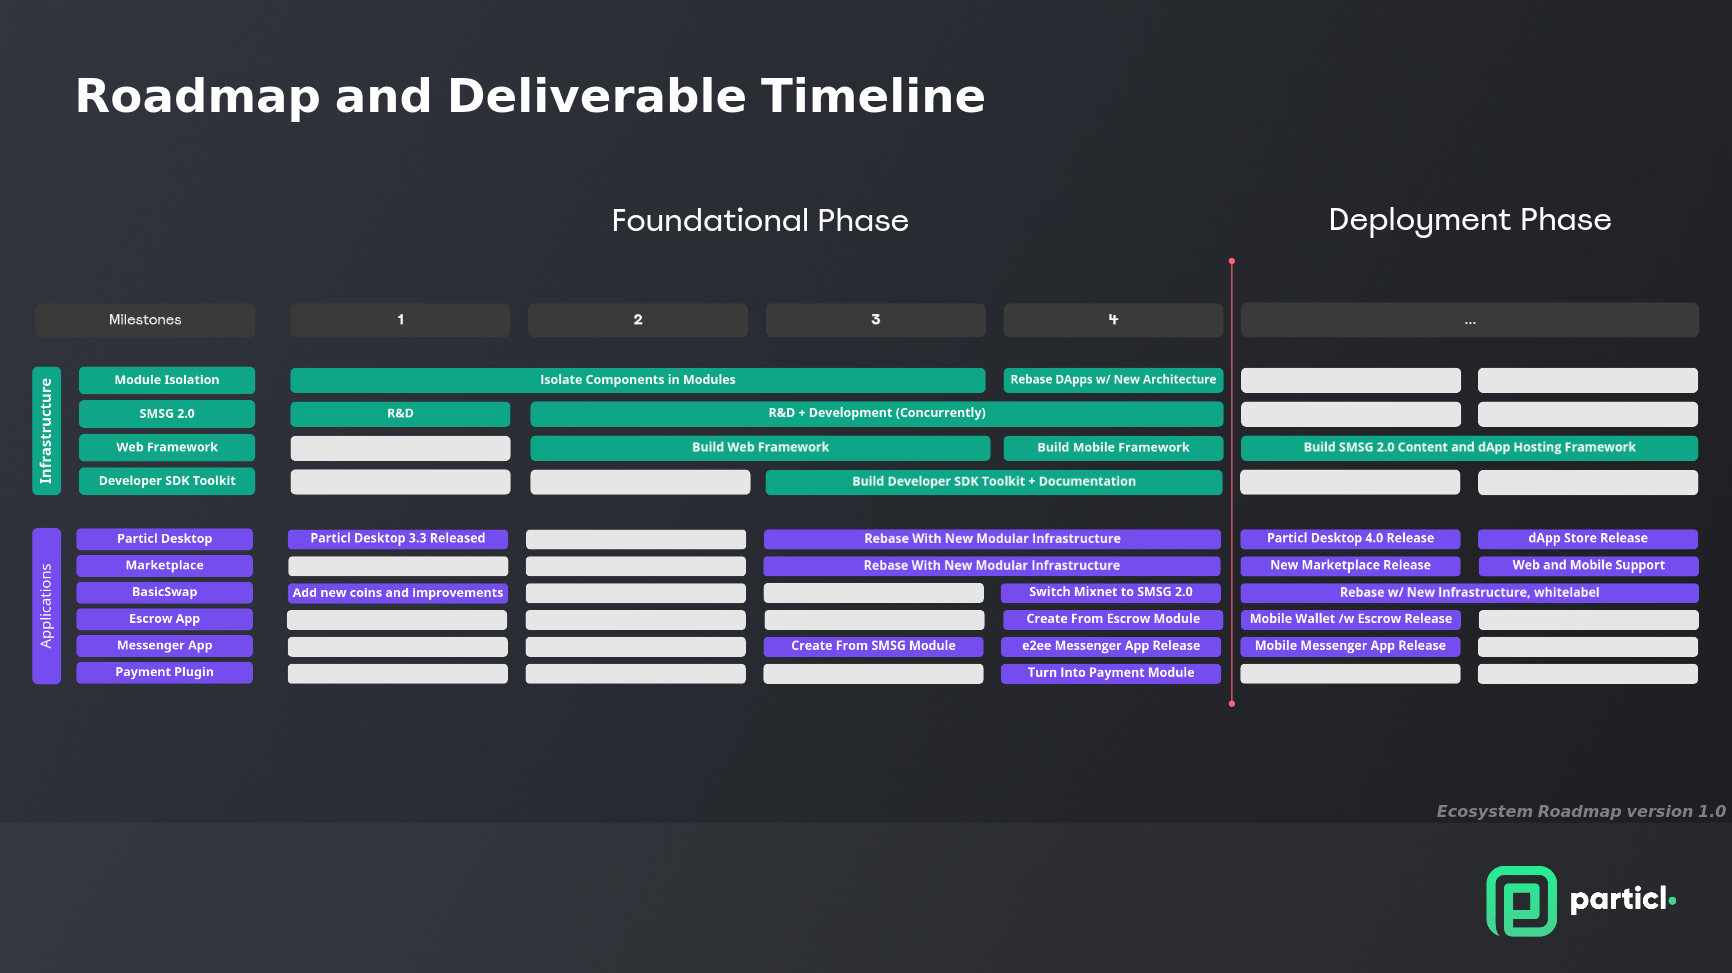 Roadmap and Deliverable Timeline
Foundational Phase
Deployment Phase
Milestones
1
2
3
4
...
Infrastructure
Module Isolation
Isolate Components in Modules
Rebase DApps w/ New Architecture
SMSG 2.0
R&D
R&D + Development (Concurrently)
Web Framework
Build Web Framework
Build Mobile Framework
Build SMSG 2.0 Content and dApp Hosting Framework
Developer SDK Toolkit
Build Developer SDK Toolkit + Documentation
Applications
Particl Desktop
Particl Desktop 3.3 Released
Rebase With New Modular Infrastructure
Particl Desktop 4.0 Release
dApp Store Release
Marketplace
Rebase With New Modular Infrastructure
New Marketplace Release
Web and Mobile Support
BasicSwap
Add new coins and improvements
Switch Mixnet to SMSG 2.0
Rebase w/ New Infrastructure, whitelabel
Escrow App
Create From Escrow Module
Mobile Wallet /w Escrow Release
Messenger App
Create From SMSG Module
e2ee Messenger App Release
Mobile Messenger App Release
Payment Plugin
Turn Into Payment Module
Ecosystem Roadmap version 1.0
particl.